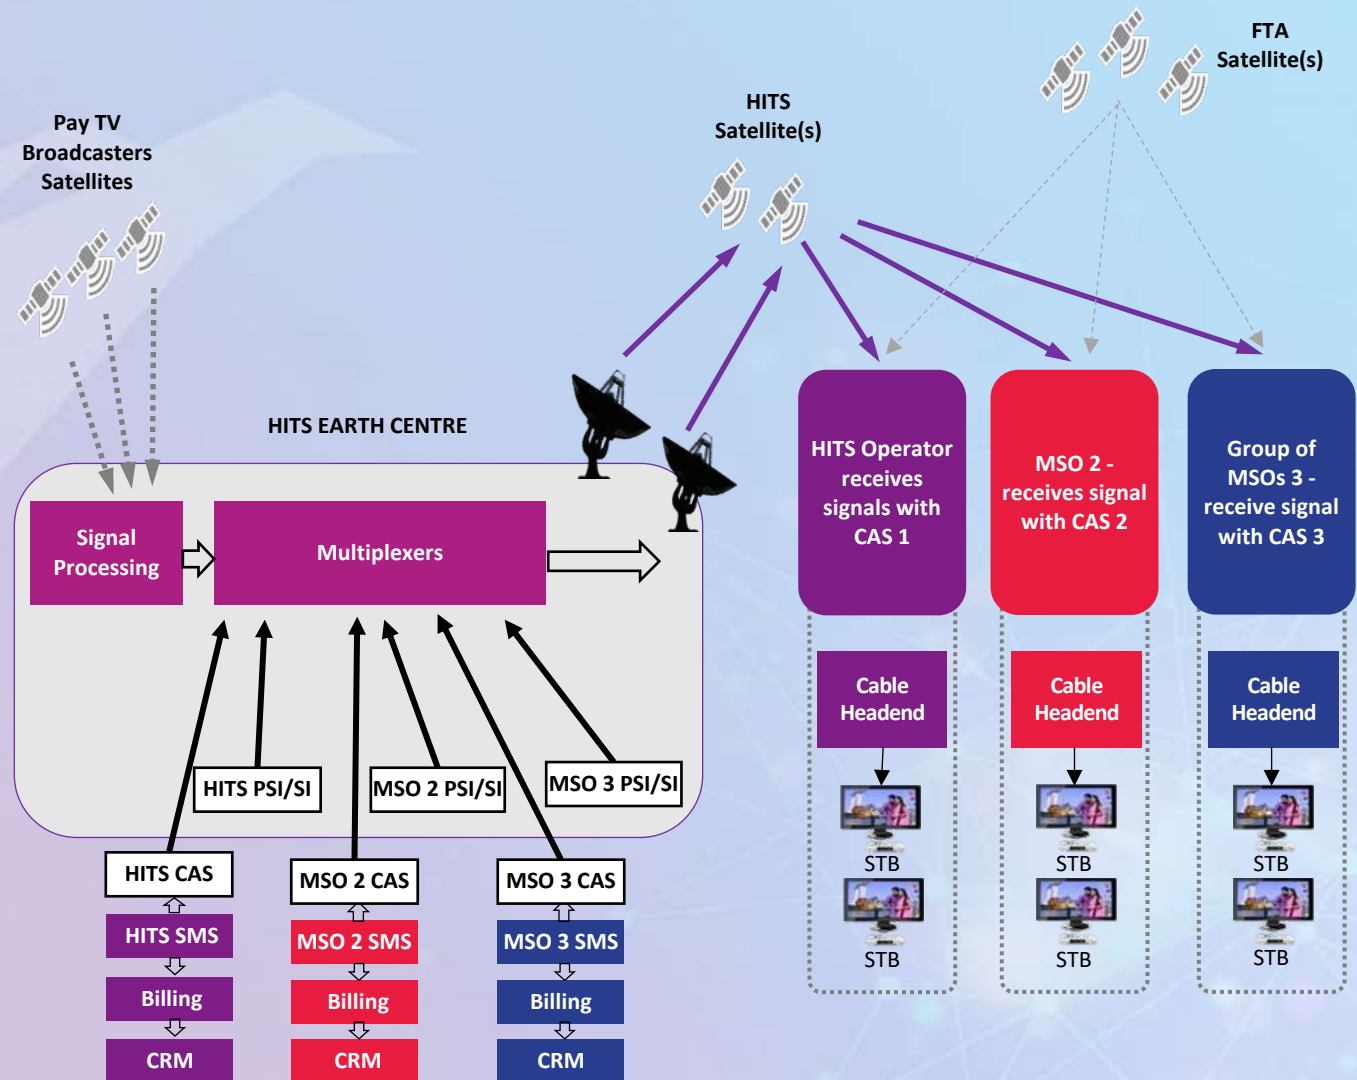 FTA
Satellite(s)
HITS
Satellite(s)
Pay TV
Broadcasters
Satellites
HITS EARTH CENTRE
Signal
Processing
Multiplexers
HITS Operator
receives
signals with
CAS 1
MSO 2 -
receives signal
with CAS 2
Group of
MSOs 3 -
receive signal
with CAS 3
HITS PSI/SI
MSO 2 PSI/SI
MSO 3 PSI/SI
HITS CAS
MSO 2 CAS
MSO 3 CAS
HITS SMS
MSO 2 SMS
MSO 3 SMS
Billing
Billing
Billing
CRM
CRM
CRM
Cable
Headend
Cable
Headend
Cable
Headend
STB
STB
STB
STB
STB
STB